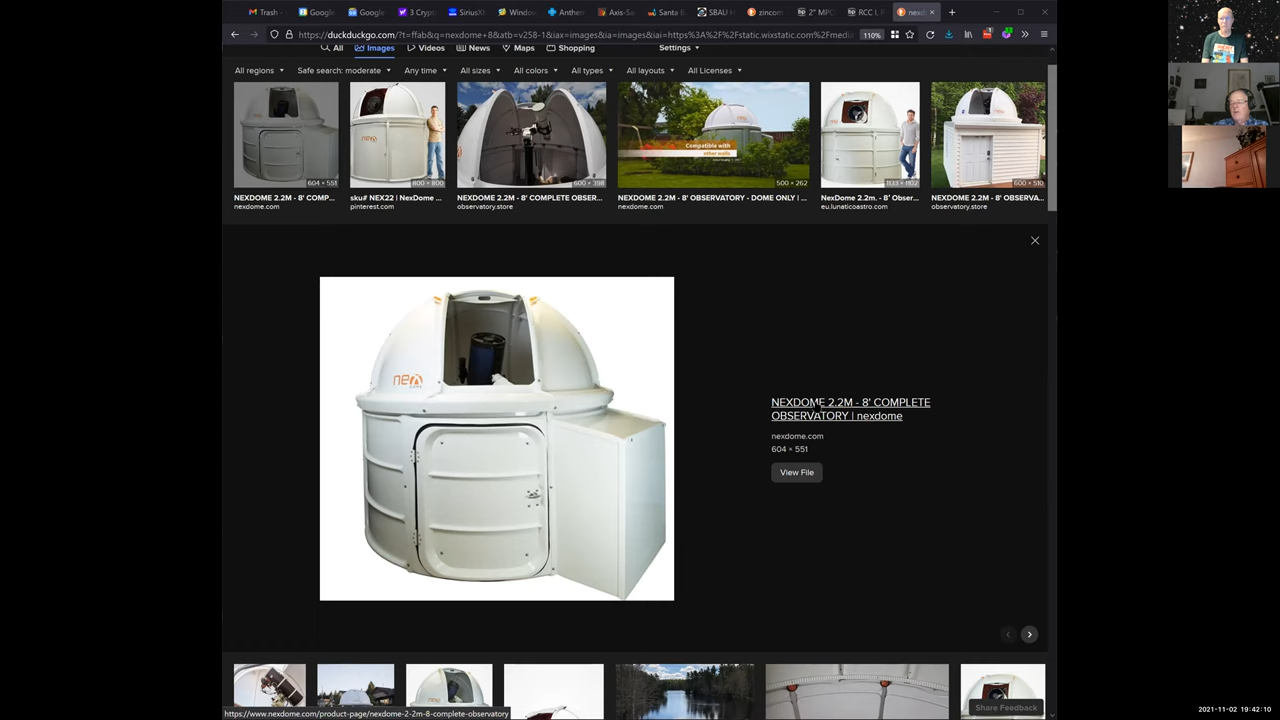 Trash -
Google
Google
3 Crypt
SiriusX
Windov
Anthem
Axis-Sa
Santa B
SBAU H
zincom
2" MPC
RCC I, R
nexd
https://duckduckgo.com/?t=ffab&q=nexdome+8&atb=v258-1&iax=images&ia=images&iai=https%3A%2F%2Fstatic.wixstatic.com%2Fmedi
110%
All
Images
Videos
News
Maps
Shopping
Settings
All regions
Safe search: moderate
Any time
All sizes
All colors
All types
All layouts
All Licenses
604 × 551
800 × 800
600 × 398
Compatible with
other walls
500 × 262
1133 × 1102
600 × 510
NEXDOME 2.2M - 8' COMP...
nexdome.com
sku# NEX22 | NexDome ...
pinterest.com
NEXDOME 2.2M - 8' COMPLETE OBSER...
observatory.store
NEXDOME 2.2M - 8' OBSERVATORY - DOME ONLY | ...
nexdome.com
NexDome 2.2m. - 8' Obser...
eu.lunaticoastro.com
NEXDOME 2.2M - 8' OBSERVA...
observatory.store
nex
DOME
NEXDOME 2.2M - 8' COMPLETE
OBSERVATORY | nexdome
nexdome.com
604 × 551
View File
Share Feedback
https://www.nexdome.com/product-page/nexdome-2-2m-8-complete-observatory
2021-11-02 19:42:10